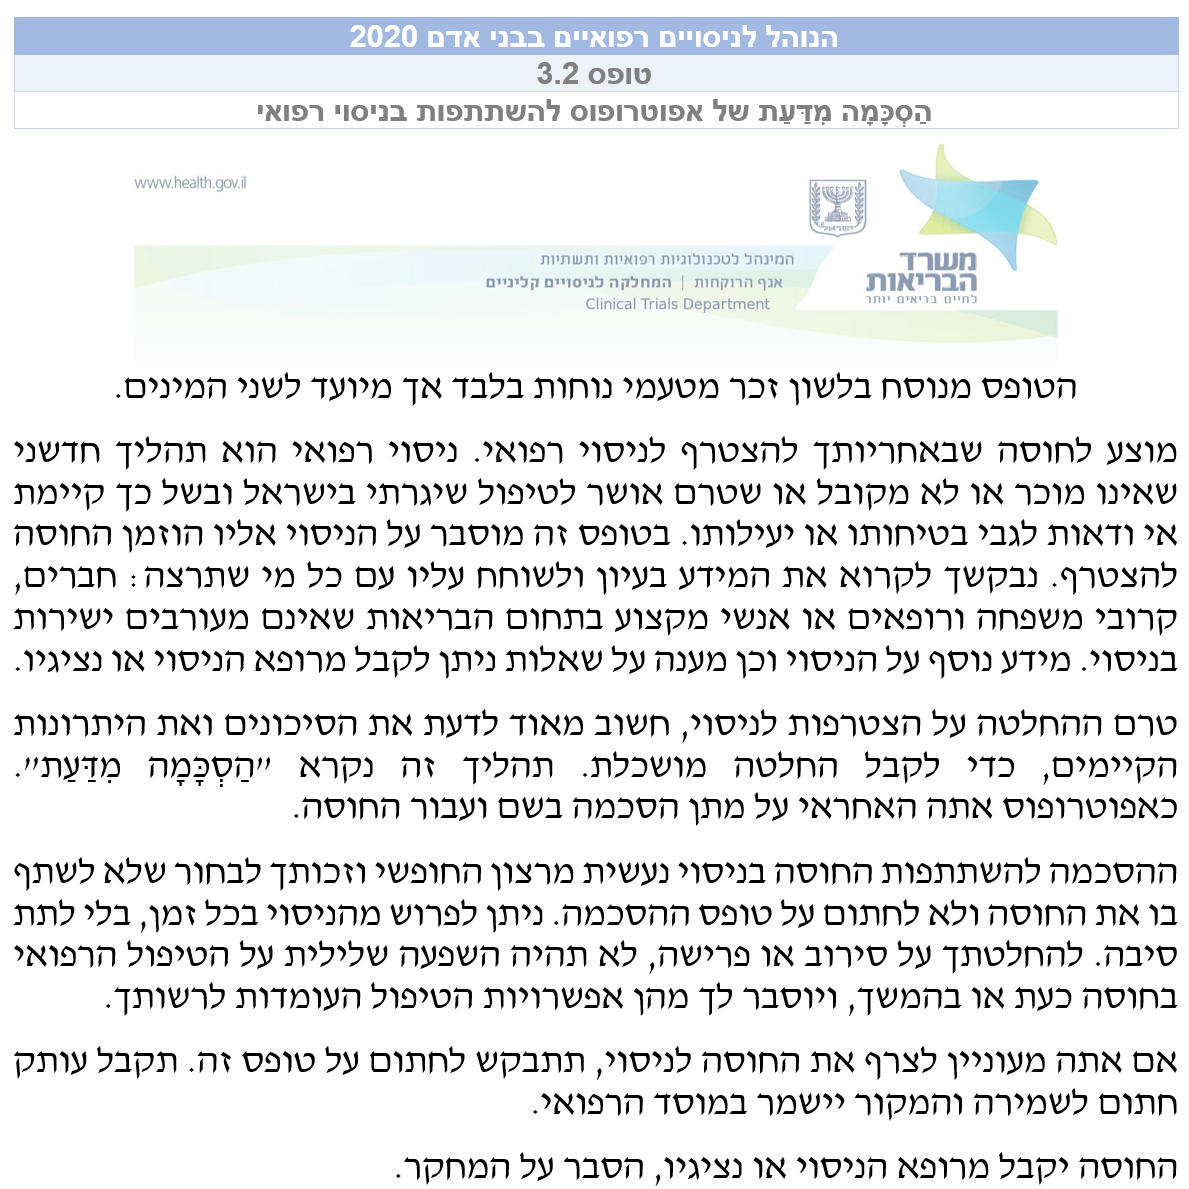 הנוהל לניסויים רפואיים בבני אדם 2020
טופס 3.2
הַסְכָּמָה מִדַּעַת של אפוטרופוס להשתתפות בניסוי רפואי
www.health.gov.il
משרד
הבריאות
לחיים בריאים יותר
המינהל לטכנולוגיות רפואיות ותשתיות
אגף הרוקחות | המחלקה לניסויים קליניים
Clinical Trials Department
הטופס מנוסח בלשון זכר מטעמי נוחות בלבד אך מיועד לשני המינים.
מוצע לחוסה שבאחריותך להצטרף לניסוי רפואי. ניסוי רפואי הוא תהליך חדשני
שאינו מוכר או לא מקובל או שטרם אושר לטיפול שיגרתי בישראל ובשל כך קיימת
אי ודאות לגבי בטיחותו או יעילותו. בטופס זה מוסבר על הניסוי אליו הוזמן החוסה
להצטרף. נבקשך לקרוא את המידע בעיון ולשוחח עליו עם כל מי שתרצה: חברים,
קרובי משפחה ורופאים או אנשי מקצוע בתחום הבריאות שאינם מעורבים ישירות
בניסוי. מידע נוסף על הניסוי וכן מענה על שאלות ניתן לקבל מרופא הניסוי או נציגיו.
טרם ההחלטה על הצטרפות לניסוי, חשוב מאוד לדעת את הסיכונים ואת היתרונות
הקיימים, כדי לקבל החלטה מושכלת. תהליך זה נקרא "הַסְכָּמָה מִדַּעַת".
כאפוטרופוס אתה האחראי על מתן הסכמה בשם ועבור החוסה.
ההסכמה להשתתפות החוסה בניסוי נעשית מרצון החופשי וזכותך לבחור שלא לשתף
בו את החוסה ולא לחתום על טופס ההסכמה. ניתן לפרוש מהניסוי בכל זמן, בלי לתת
סיבה. להחלטתך על סירוב או פרישה, לא תהיה השפעה שלילית על הטיפול הרפואי
בחוסה כעת או בהמשך, ויוסבר לך מהן אפשרויות הטיפול העומדות לרשותך.
אם אתה מעוניין לצרף את החוסה לניסוי, תתבקש לחתום על טופס זה. תקבל עותק
חתום לשמירה והמקור יישמר במוסד הרפואי.
החוסה יקבל מרופא הניסוי או נציגיו, הסבר על המחקר.